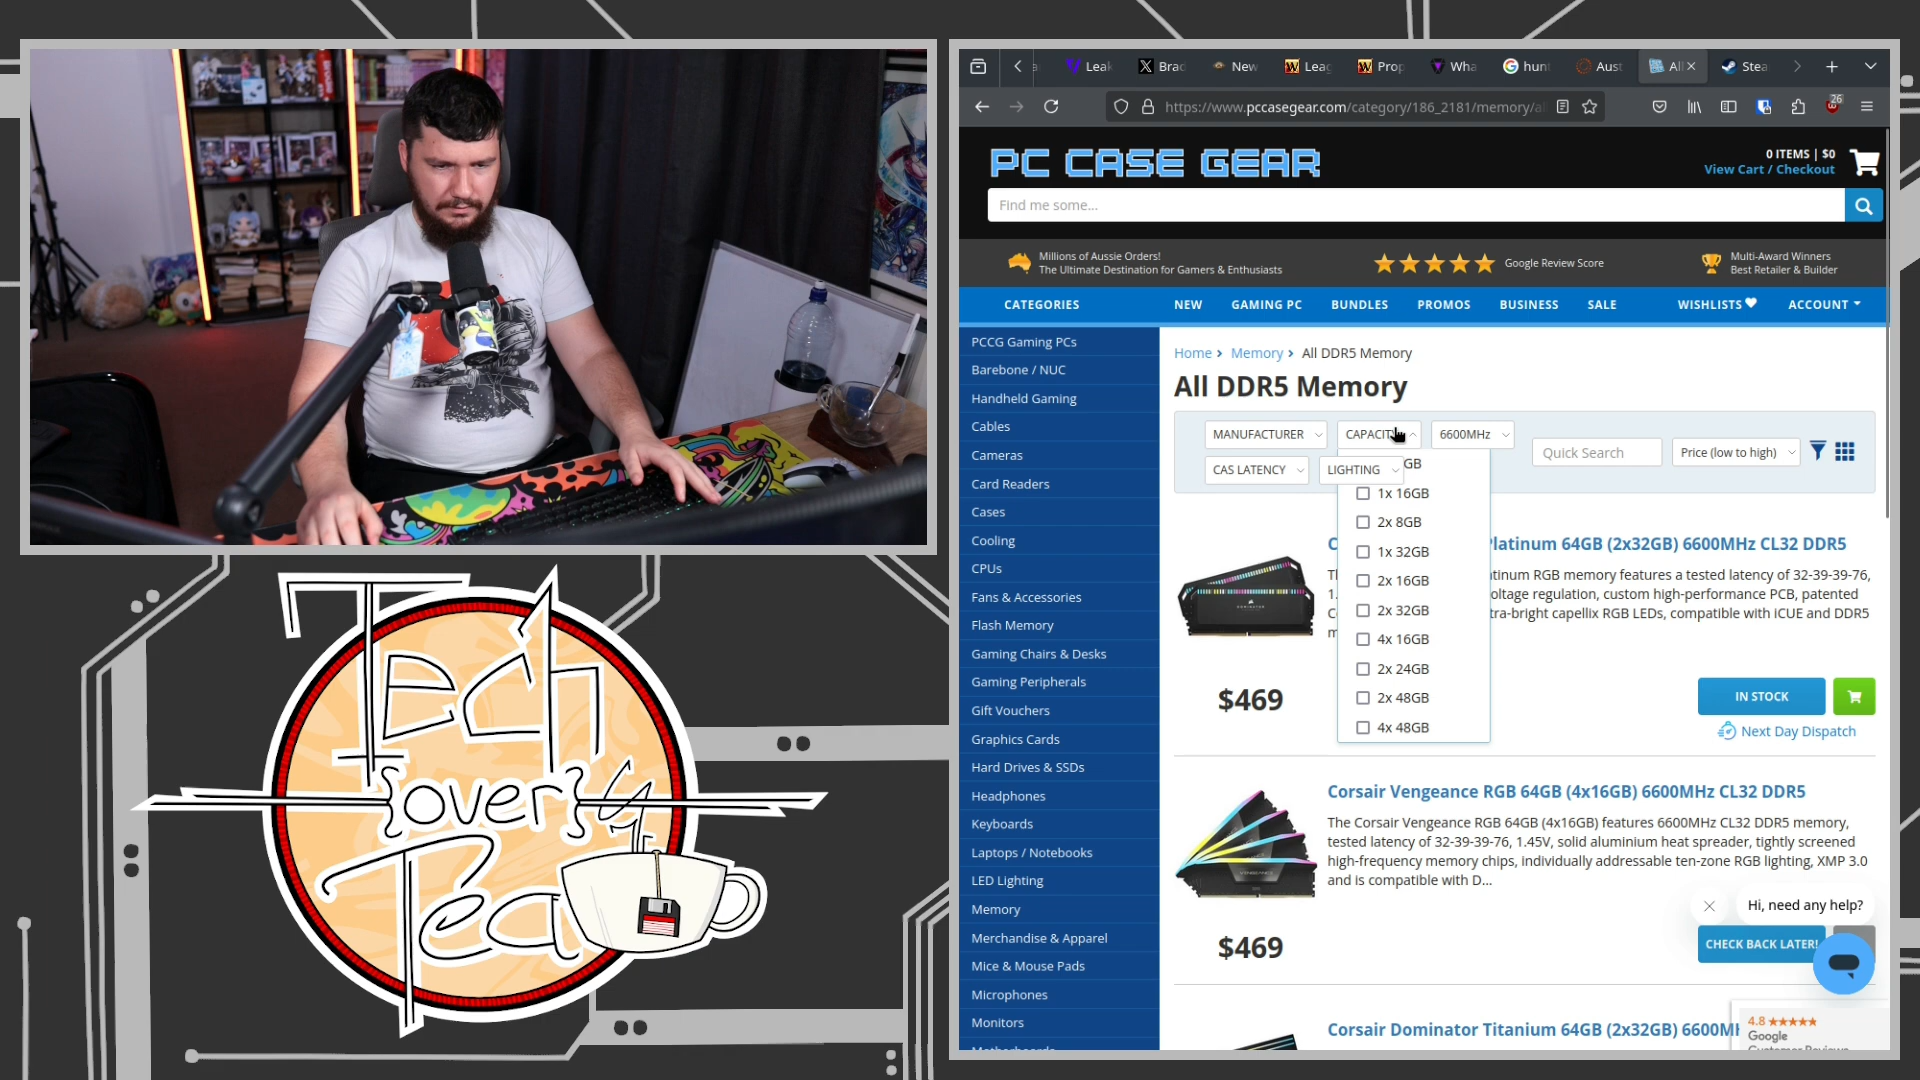 Leak
Brad
New
Leag
Prop
Wha
hunt
Aust
All
Stea
https://www.pccasegear.com/category/186_2181/memory/al
26
PC CASE GEAR
0 ITEMS | $0
View Cart / Checkout
Find me some...
Millions of Aussie Orders!
The Ultimate Destination for Gamers & Enthusiasts
Google Review Score
Multi-Award Winners
Best Retailer & Builder
CATEGORIES
NEW
GAMING PC
BUNDLES
PROMOS
BUSINESS
SALE
WISHLISTS
ACCOUNT
PCCG Gaming PCs
Barebone / NUC
Handheld Gaming
Cables
Cameras
Card Readers
Cases
Cooling
CPUs
Fans & Accessories
Flash Memory
Gaming Chairs & Desks
Gaming Peripherals
Gift Vouchers
Graphics Cards
Hard Drives & SSDs
Headphones
Keyboards
Laptops / Notebooks
LED Lighting
Memory
Merchandise & Apparel
Mice & Mouse Pads
Microphones
Monitors
Home > Memory > All DDR5 Memory
All DDR5 Memory
MANUFACTURER
CAPACIT
6600MHz
CAS LATENCY
LIGHTING
Quick Search
Price (low to high)
GB
1x 16GB
2x 8GB
1x 32GB
2x 16GB
2x 32GB
4x 16GB
2x 24GB
2x 48GB
4x 48GB
C Platinum 64GB (2x32GB) 6600MHz CL32 DDR5
Th tinum RGB memory features a tested latency of 32-39-39-76,
1. oltage regulation, custom high-performance PCB, patented
C tra-bright capellix RGB LEDs, compatible with iCUE and DDR5
m
$469
IN STOCK
Next Day Dispatch
Corsair Vengeance RGB 64GB (4x16GB) 6600MHz CL32 DDR5
The Corsair Vengeance RGB 64GB (4x16GB) features 6600MHz CL32 DDR5 memory,
tested latency of 32-39-39-76, 1.45V, solid aluminium heat spreader, tightly screened
high-frequency memory chips, individually addressable ten-zone RGB lighting, XMP 3.0
and is compatible with D...
$469
Hi, need any help?
CHECK BACK LATER!
Corsair Dominator Titanium 64GB (2x32GB) 6600M
4.8
Google
Customer Reviews
Tech
{over}
Tea